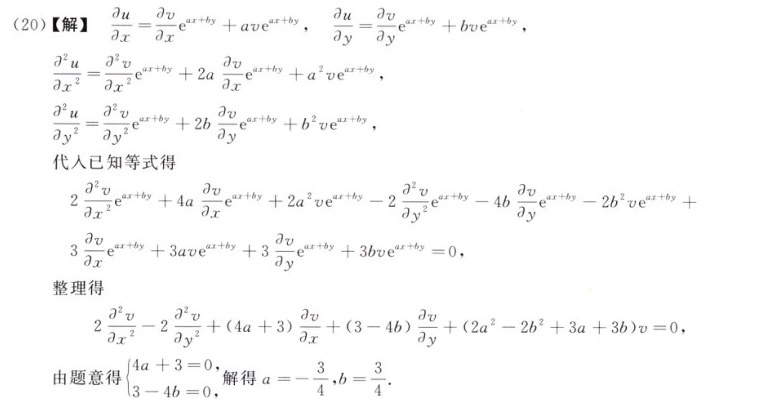 (20)【解】 ∂u/∂x = ∂v/∂x e^{ax+by} + ave^{ax+by}, ∂u/∂y = ∂v/∂y e^{ax+by} + bve^{ax+by},
∂²u/∂x² = ∂²v/∂x² e^{ax+by} + 2a ∂v/∂x e^{ax+by} + a²ve^{ax+by},
∂²u/∂y² = ∂²v/∂y² e^{ax+by} + 2b ∂v/∂y e^{ax+by} + b²ve^{ax+by},
代入已知等式得
2 ∂²v/∂x² e^{ax+by} + 4a ∂v/∂x e^{ax+by} + 2a²ve^{ax+by} − 2 ∂²v/∂y² e^{ax+by} − 4b ∂v/∂y e^{ax+by} − 2b²ve^{ax+by} +
3 ∂v/∂x e^{ax+by} + 3ave^{ax+by} + 3 ∂v/∂y e^{ax+by} + 3bve^{ax+by} = 0,
整理得
2 ∂²v/∂x² − 2 ∂²v/∂y² + (4a + 3) ∂v/∂x + (3 − 4b) ∂v/∂y + (2a² − 2b² + 3a + 3b)v = 0,
由题意得 {4a + 3 = 0, 3 − 4b = 0, 解得 a = −3/4, b = 3/4.